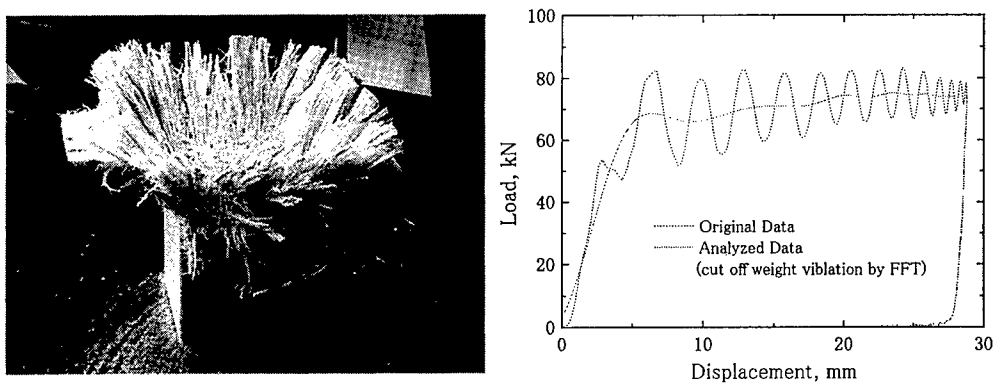 100
80
60
40
20
0
Load, kN
Original Data
Analyzed Data
(cut off weight viblation by FFT)
0 10 20 30
Displacement, mm